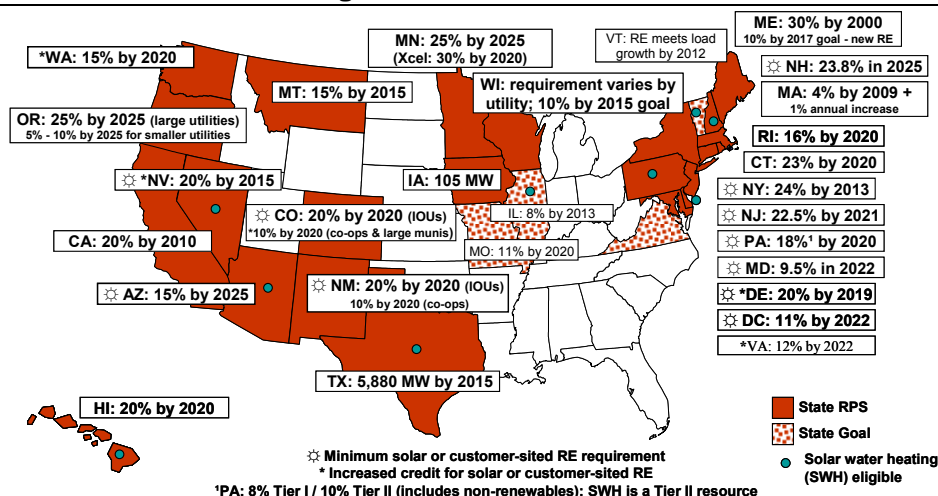 ME: 30% by 2000
10% by 2017 goal - new RE
MN: 25% by 2025
(Xcel: 30% by 2020)
VT: RE meets load
growth by 2012
*WA: 15% by 2020
☼ NH: 23.8% in 2025
WI: requirement varies by
utility; 10% by 2015 goal
MA: 4% by 2009 +
1% annual increase
MT: 15% by 2015
OR: 25% by 2025 (large utilities)
5% - 10% by 2025 for smaller utilities
RI: 16% by 2020
CT: 23% by 2020
☼ *NV: 20% by 2015
IA: 105 MW
☼ NY: 24% by 2013
☼ CO: 20% by 2020 (IOUs)
*10% by 2020 (co-ops & large munis)
IL: 8% by 2013
☼ NJ: 22.5% by 2021
CA: 20% by 2010
MO: 11% by 2020
☼ PA: 18%¹ by 2020
☼ MD: 9.5% in 2022
☼ NM: 20% by 2020 (IOUs)
10% by 2020 (co-ops)
☼ AZ: 15% by 2025
☼ *DE: 20% by 2019
☼ DC: 11% by 2022
*VA: 12% by 2022
TX: 5,880 MW by 2015
HI: 20% by 2020
State RPS
State Goal
Solar water heating
(SWH) eligible
☼ Minimum solar or customer-sited RE requirement
* Increased credit for solar or customer-sited RE
¹PA: 8% Tier I / 10% Tier II (includes non-renewables); SWH is a Tier II resource